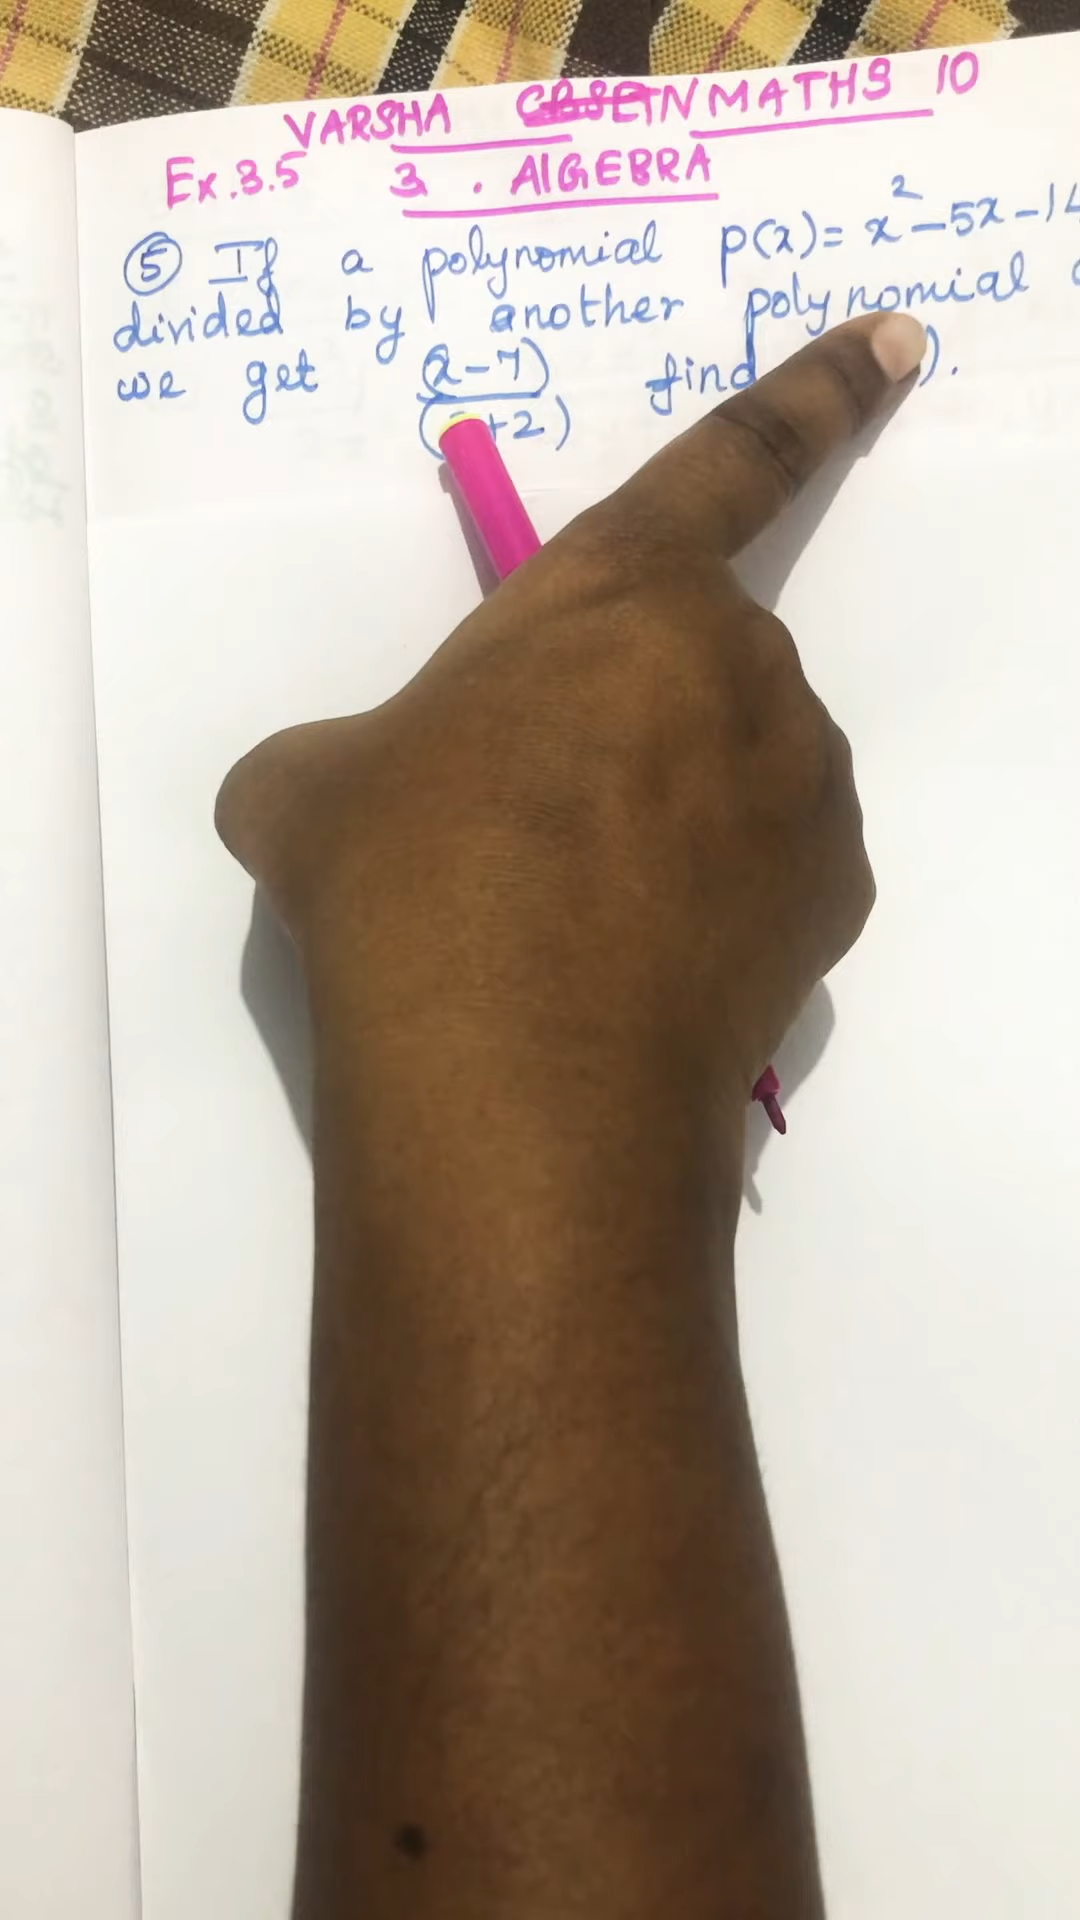 VARSHA CBSE TN MATHS 10
Ex.3.5 3. AlGEBRA
⑤ If a polynomial p(x)= x²-5x-14
divided by another polynomial
we get (x-7)/(x+2) find ).